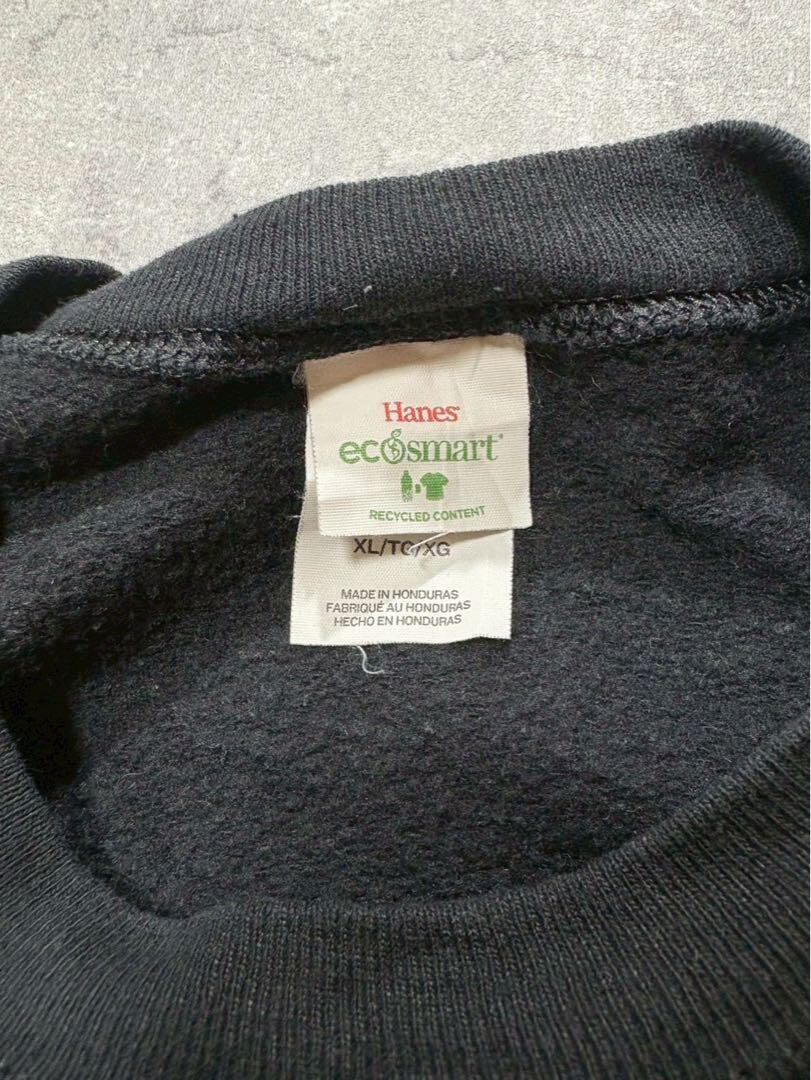 Hanes
ecosmart
RECYCLED CONTENT
XL/TG/XG
MADE IN HONDURAS
FABRIQUÉ AU HONDURAS
HECHO EN HONDURAS